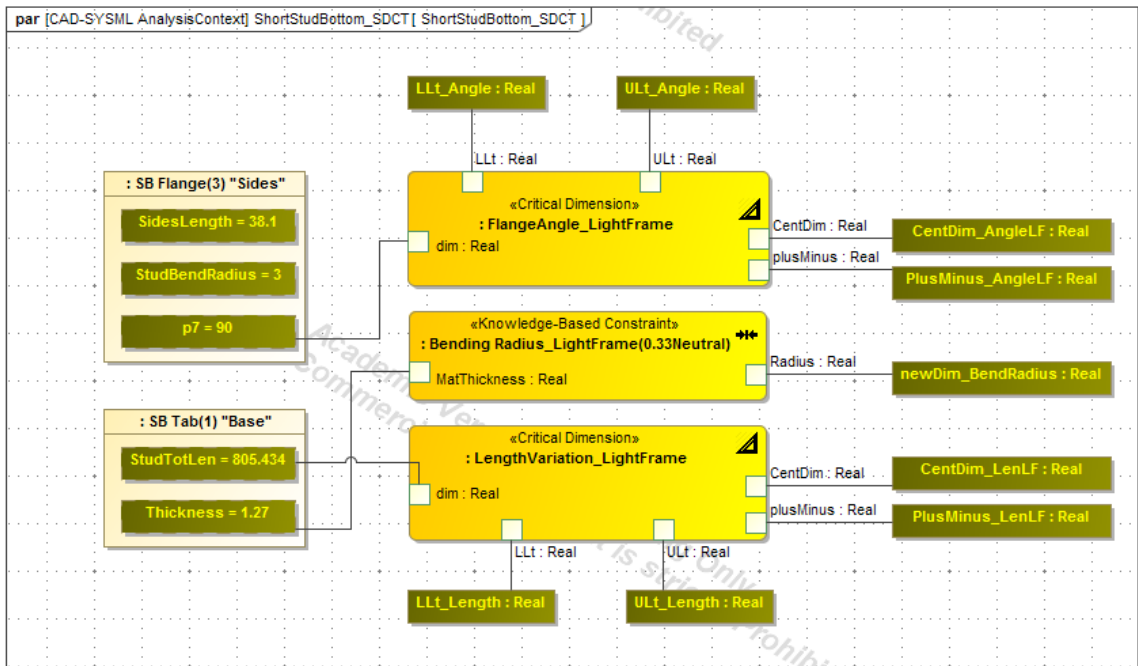 par [CAD-SYSML AnalysisContext] ShortStudBottom_SDCT [ ShortStudBottom_SDCT ]
LLt_Angle : Real
ULt_Angle : Real
LLt : Real
ULt : Real
: SB Flange(3) "Sides"
SidesLength = 38.1
StudBendRadius = 3
p7 = 90
«Critical Dimension»
: FlangeAngle_LightFrame
dim : Real
CentDim : Real
plusMinus : Real
CentDim_AngleLF : Real
PlusMinus_AngleLF : Real
«Knowledge-Based Constraint»
: Bending Radius_LightFrame(0.33Neutral)
MatThickness : Real
Radius : Real
newDim_BendRadius : Real
: SB Tab(1) "Base"
StudTotLen = 805.434
Thickness = 1.27
«Critical Dimension»
: LengthVariation_LightFrame
dim : Real
CentDim : Real
plusMinus : Real
CentDim_LenLF : Real
PlusMinus_LenLF : Real
LLt : Real
ULt : Real
LLt_Length : Real
ULt_Length : Real